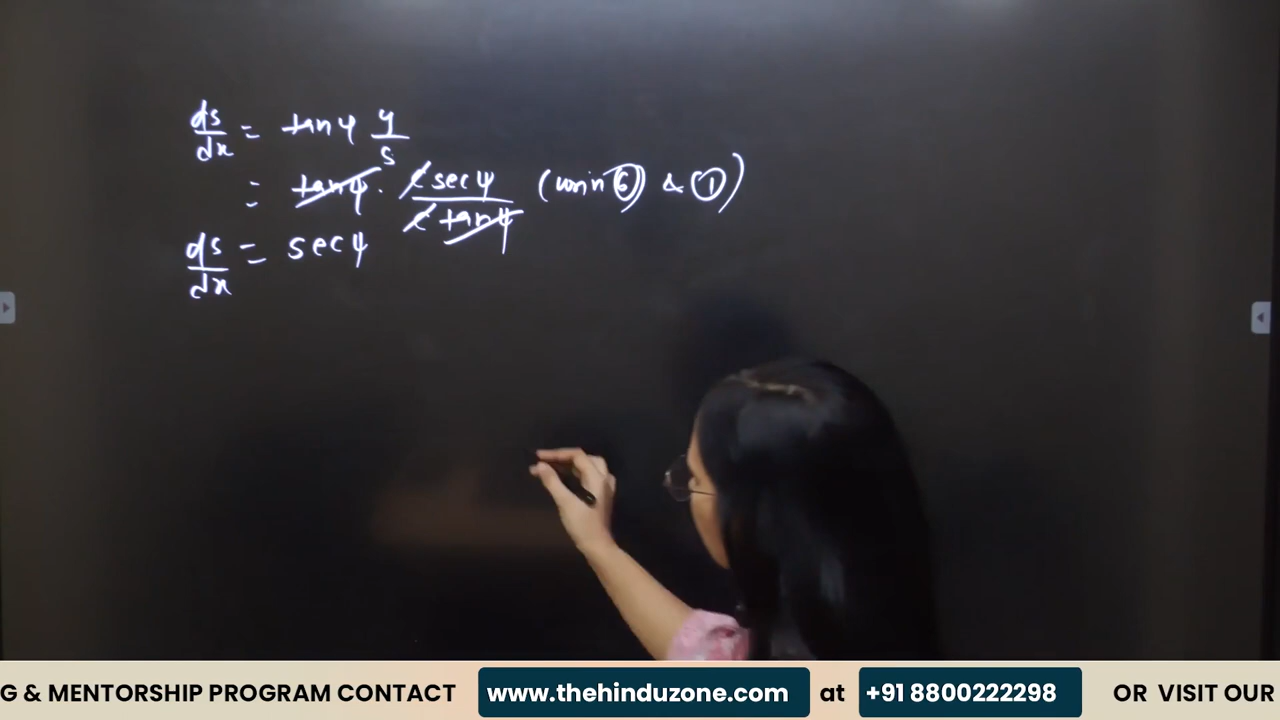 ds/dx = tanψ y/s
= tanψ . c secψ / c tanψ (using ⑥ & ①)
ds/dx = secψ
G & MENTORSHIP PROGRAM CONTACT www.thehinduzone.com at +91 8800222298 OR VISIT OUR